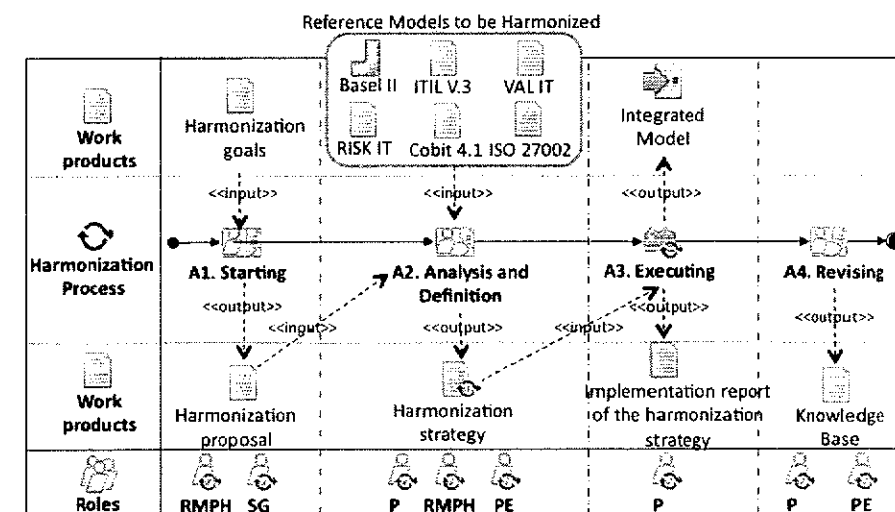 Reference Models to be Harmonized
Basel II ITIL V.3 VAL IT
RISK IT Cobit 4.1 ISO 27002
Work
products
Harmonization
goals
Integrated
Model
<<input>> <<input>> <<output>>
Harmonization
Process
A1. Starting
A2. Analysis and
Definition
A3. Executing
A4. Revising
<<output>> <<input>> <<output>> <<input>> <<output>> <<output>>
Work
products
Harmonization
proposal
Harmonization
strategy
Implementation report
of the harmonization
strategy
Knowledge
Base
Roles
RMPH SG
P RMPH PE
P
P PE